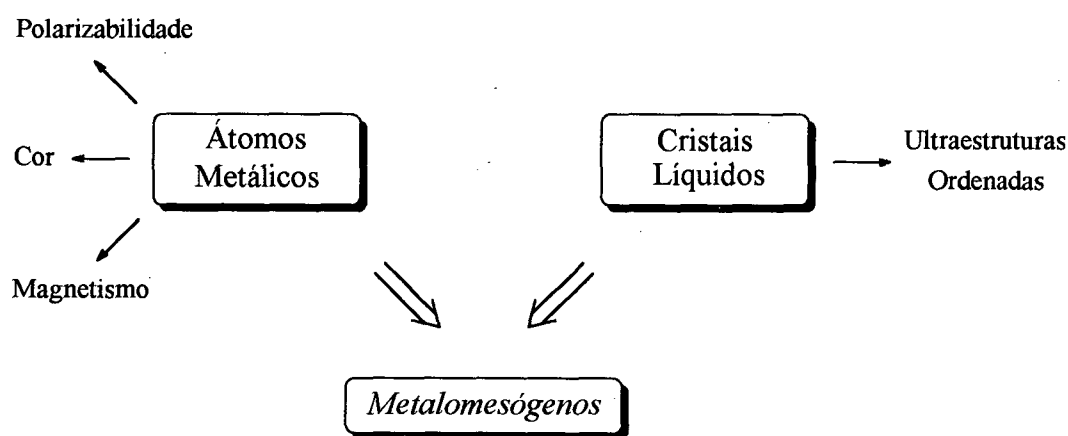 Polarizabilidade
Átomos
Metálicos
Cor
Magnetismo
Cristais
Líquidos
Ultraestruturas
Ordenadas
Metalomesógenos